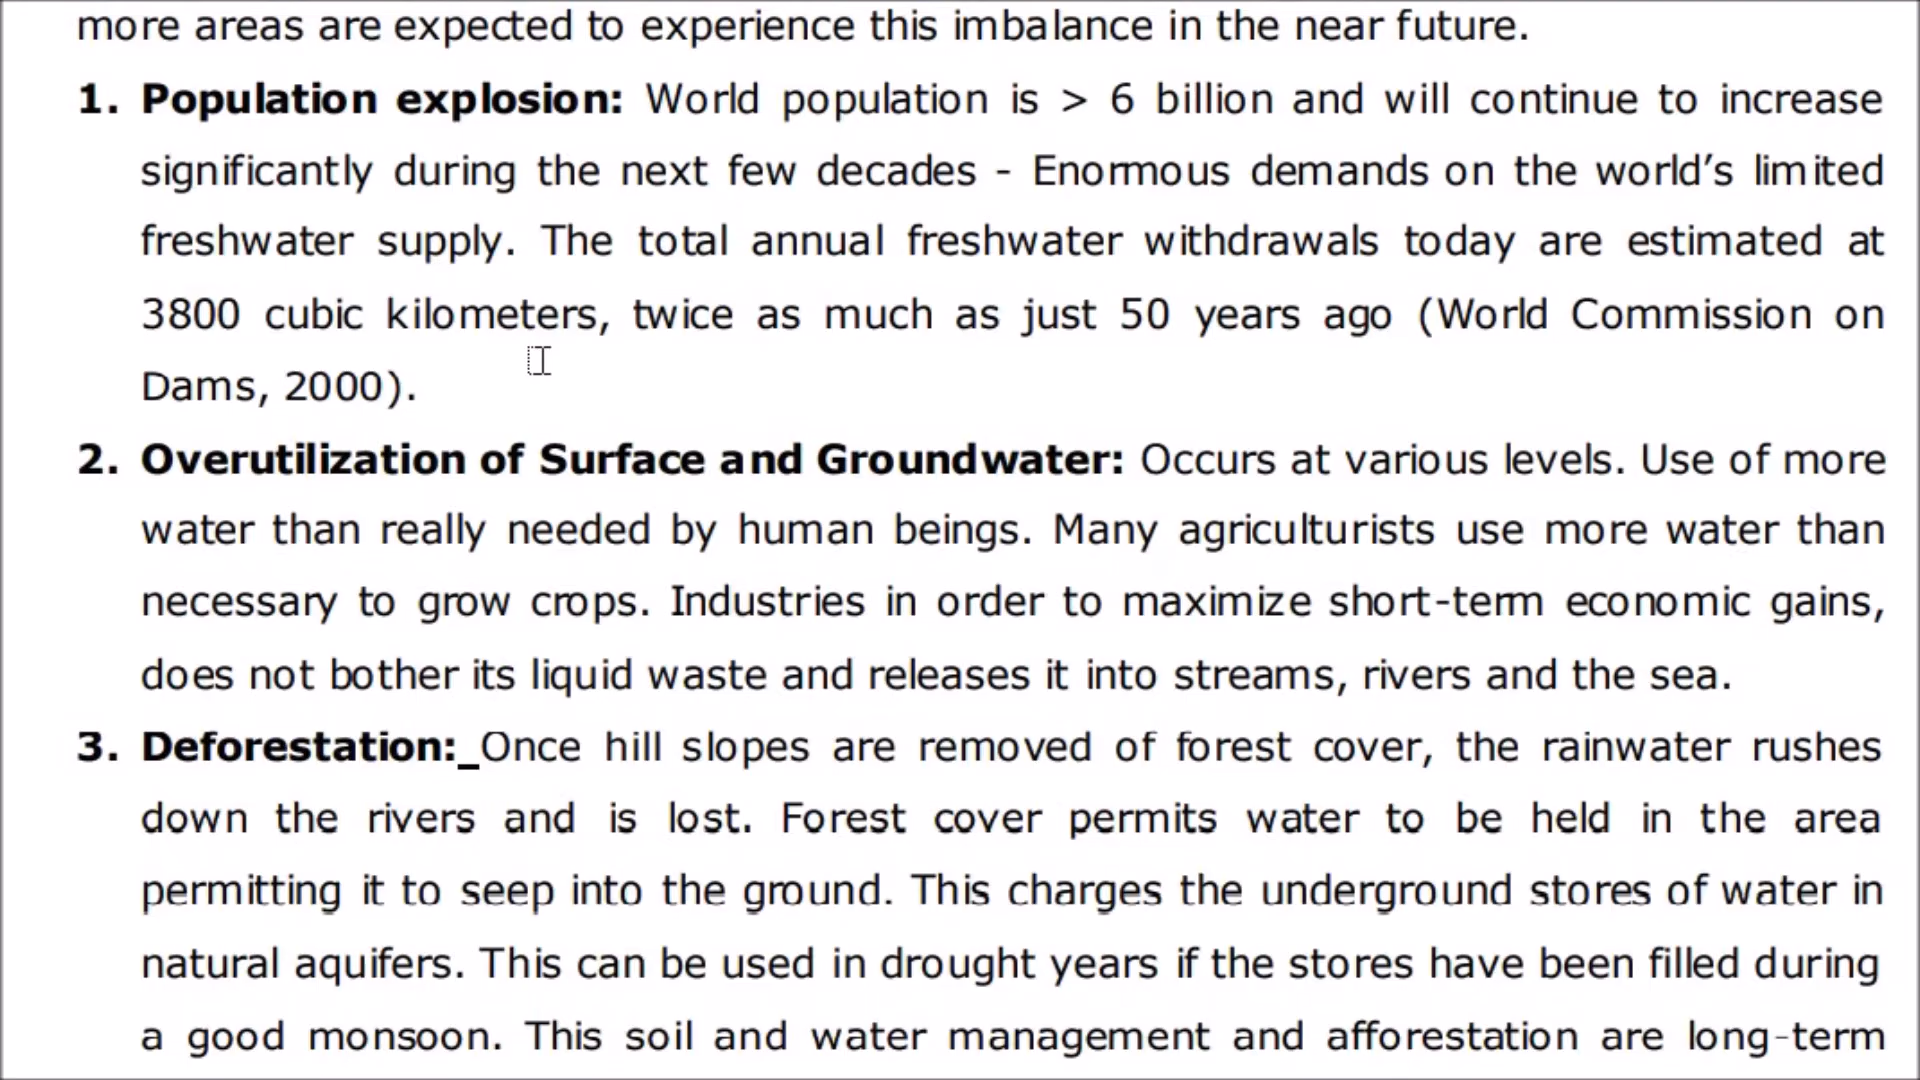 more areas are expected to experience this imbalance in the near future.
1. Population explosion: World population is > 6 billion and will continue to increase
significantly during the next few decades - Enormous demands on the world’s limited
freshwater supply. The total annual freshwater withdrawals today are estimated at
3800 cubic kilometers, twice as much as just 50 years ago (World Commission on
Dams, 2000).
2. Overutilization of Surface and Groundwater: Occurs at various levels. Use of more
water than really needed by human beings. Many agriculturists use more water than
necessary to grow crops. Industries in order to maximize short-term economic gains,
does not bother its liquid waste and releases it into streams, rivers and the sea.
3. Deforestation: Once hill slopes are removed of forest cover, the rainwater rushes
down the rivers and is lost. Forest cover permits water to be held in the area
permitting it to seep into the ground. This charges the underground stores of water in
natural aquifers. This can be used in drought years if the stores have been filled during
a good monsoon. This soil and water management and afforestation are long-term